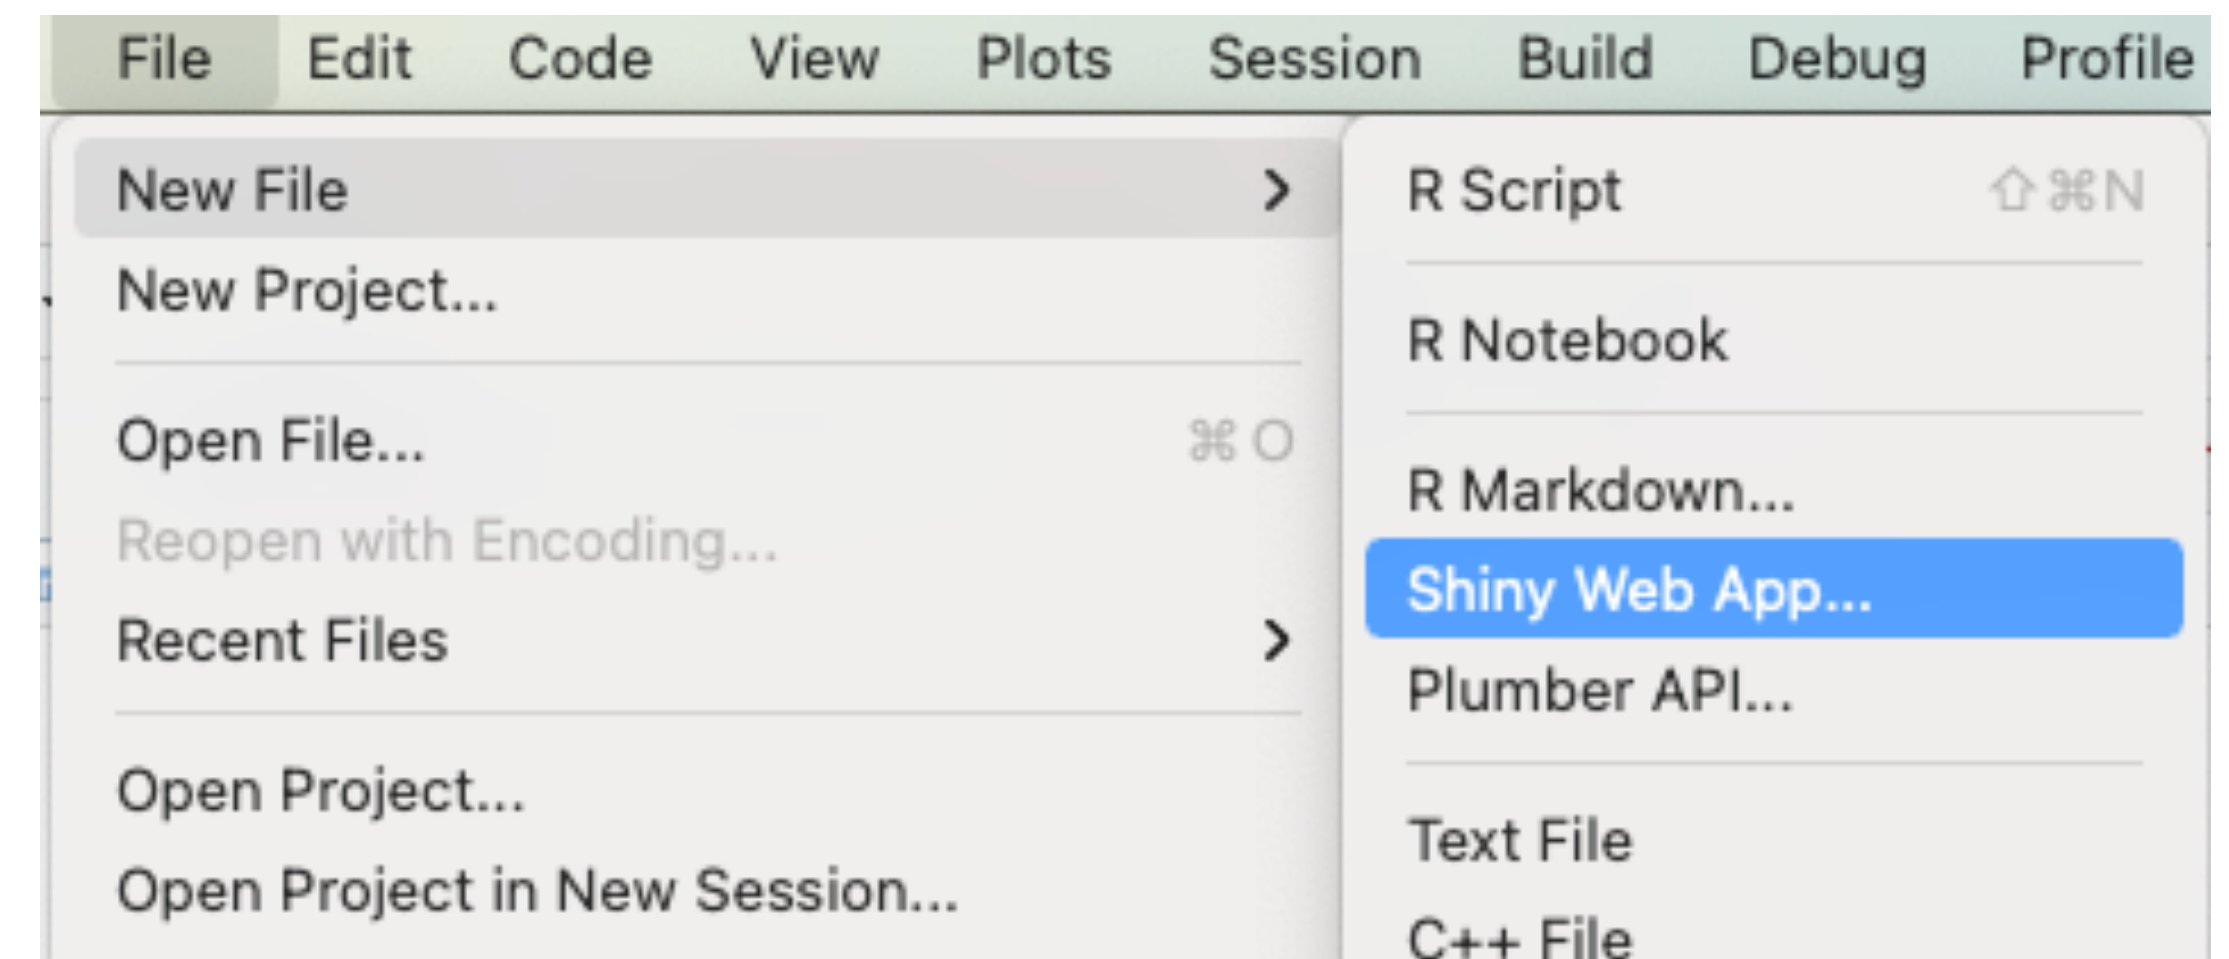 File Edit Code View Plots Session Build Debug Profile
New File
New Project...
Open File... ⌘O
Reopen with Encoding...
Recent Files
Open Project...
Open Project in New Session...
R Script ⇧⌘N
R Notebook
R Markdown...
Shiny Web App...
Plumber API...
Text File
C++ File